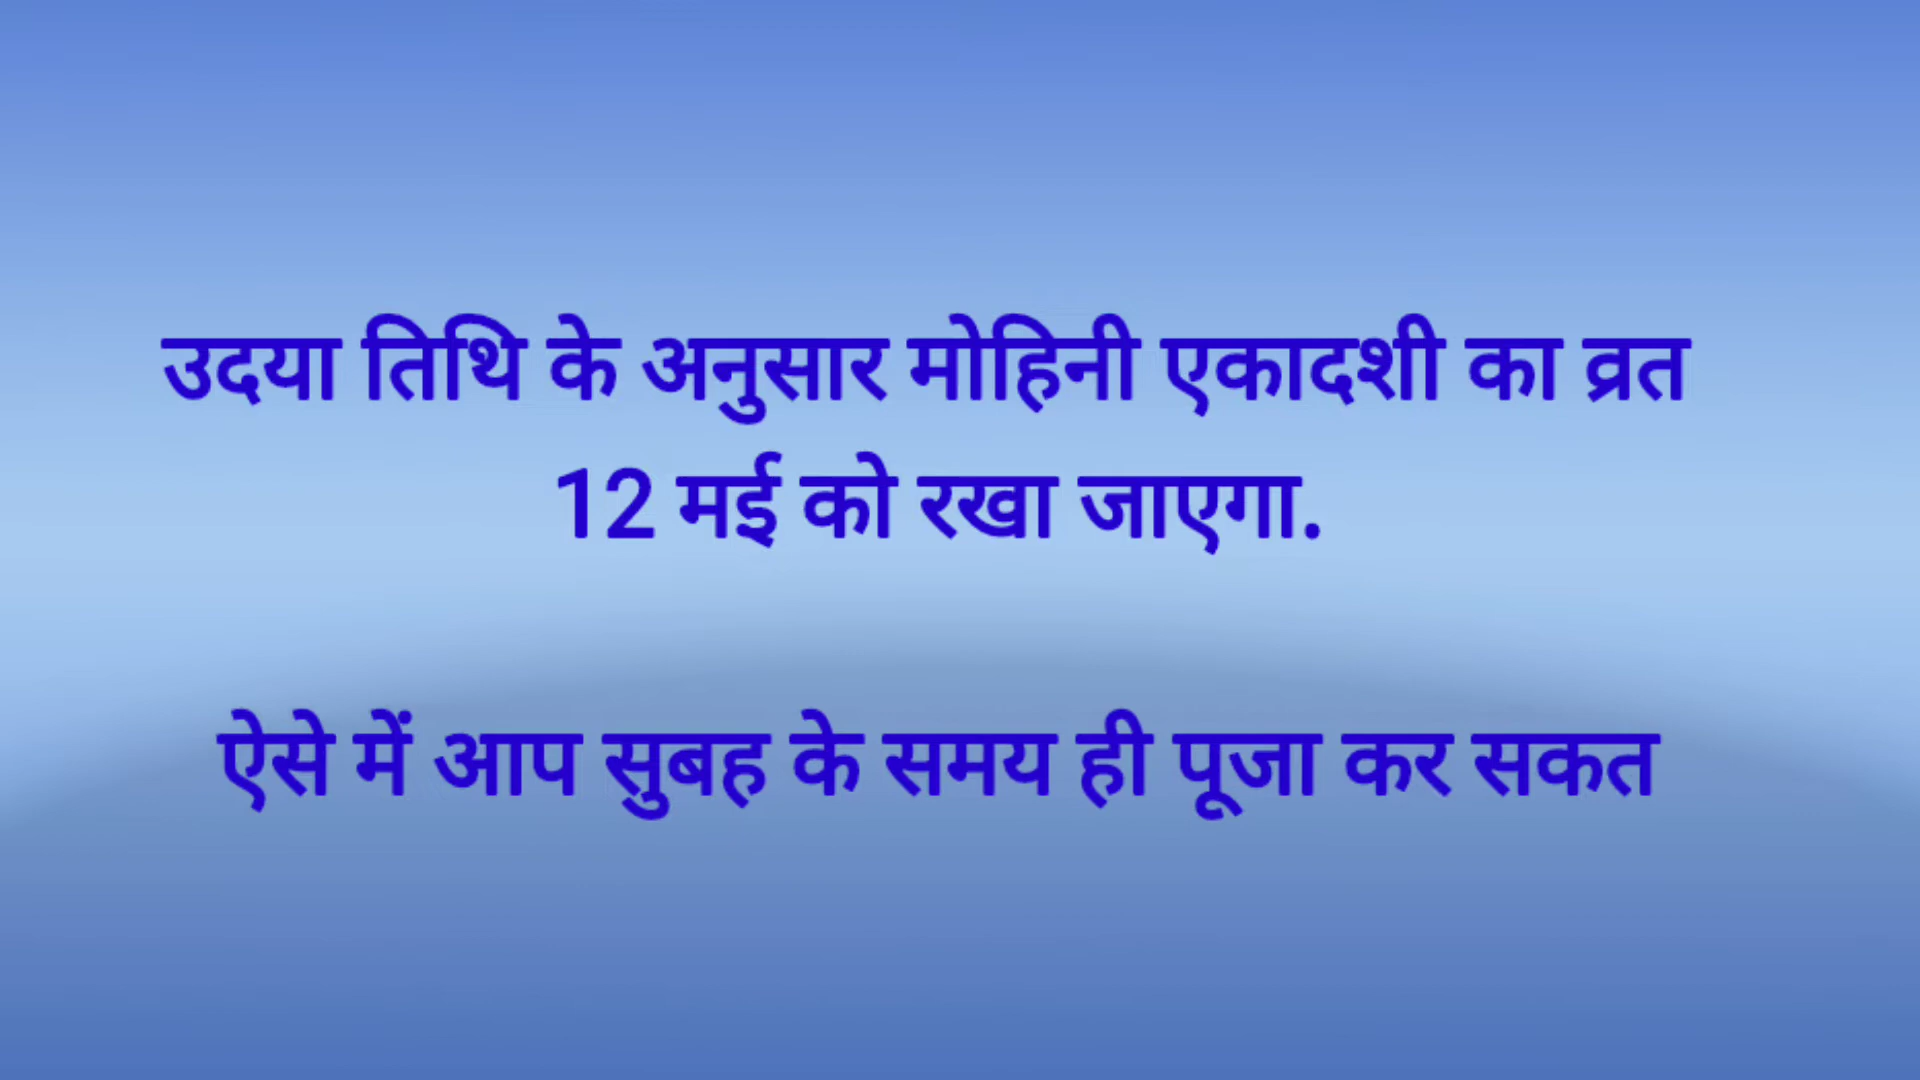 उदया तिथि के अनुसार मोहिनी एकादशी का व्रत
12 मई को रखा जाएगा.
ऐसे में आप सुबह के समय ही पूजा कर सकत